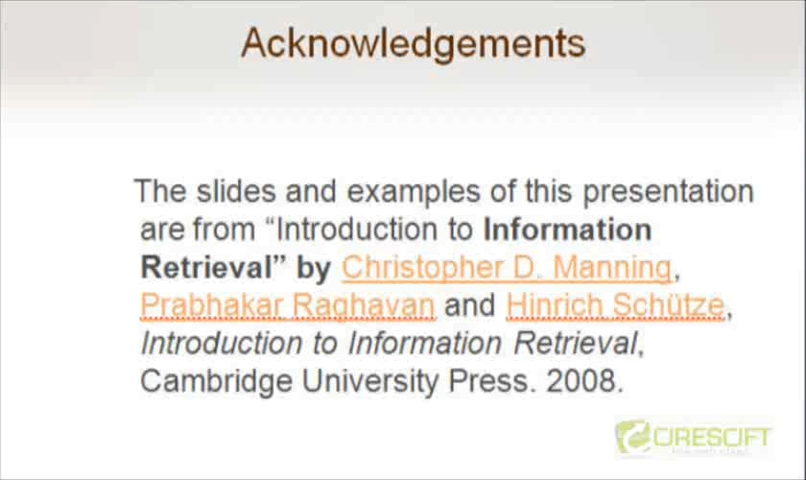 Acknowledgements
The slides and examples of this presentation
are from “Introduction to Information
Retrieval” by Christopher D. Manning,
Prabhakar Raghavan and Hinrich Schütze,
Introduction to Information Retrieval,
Cambridge University Press. 2008.